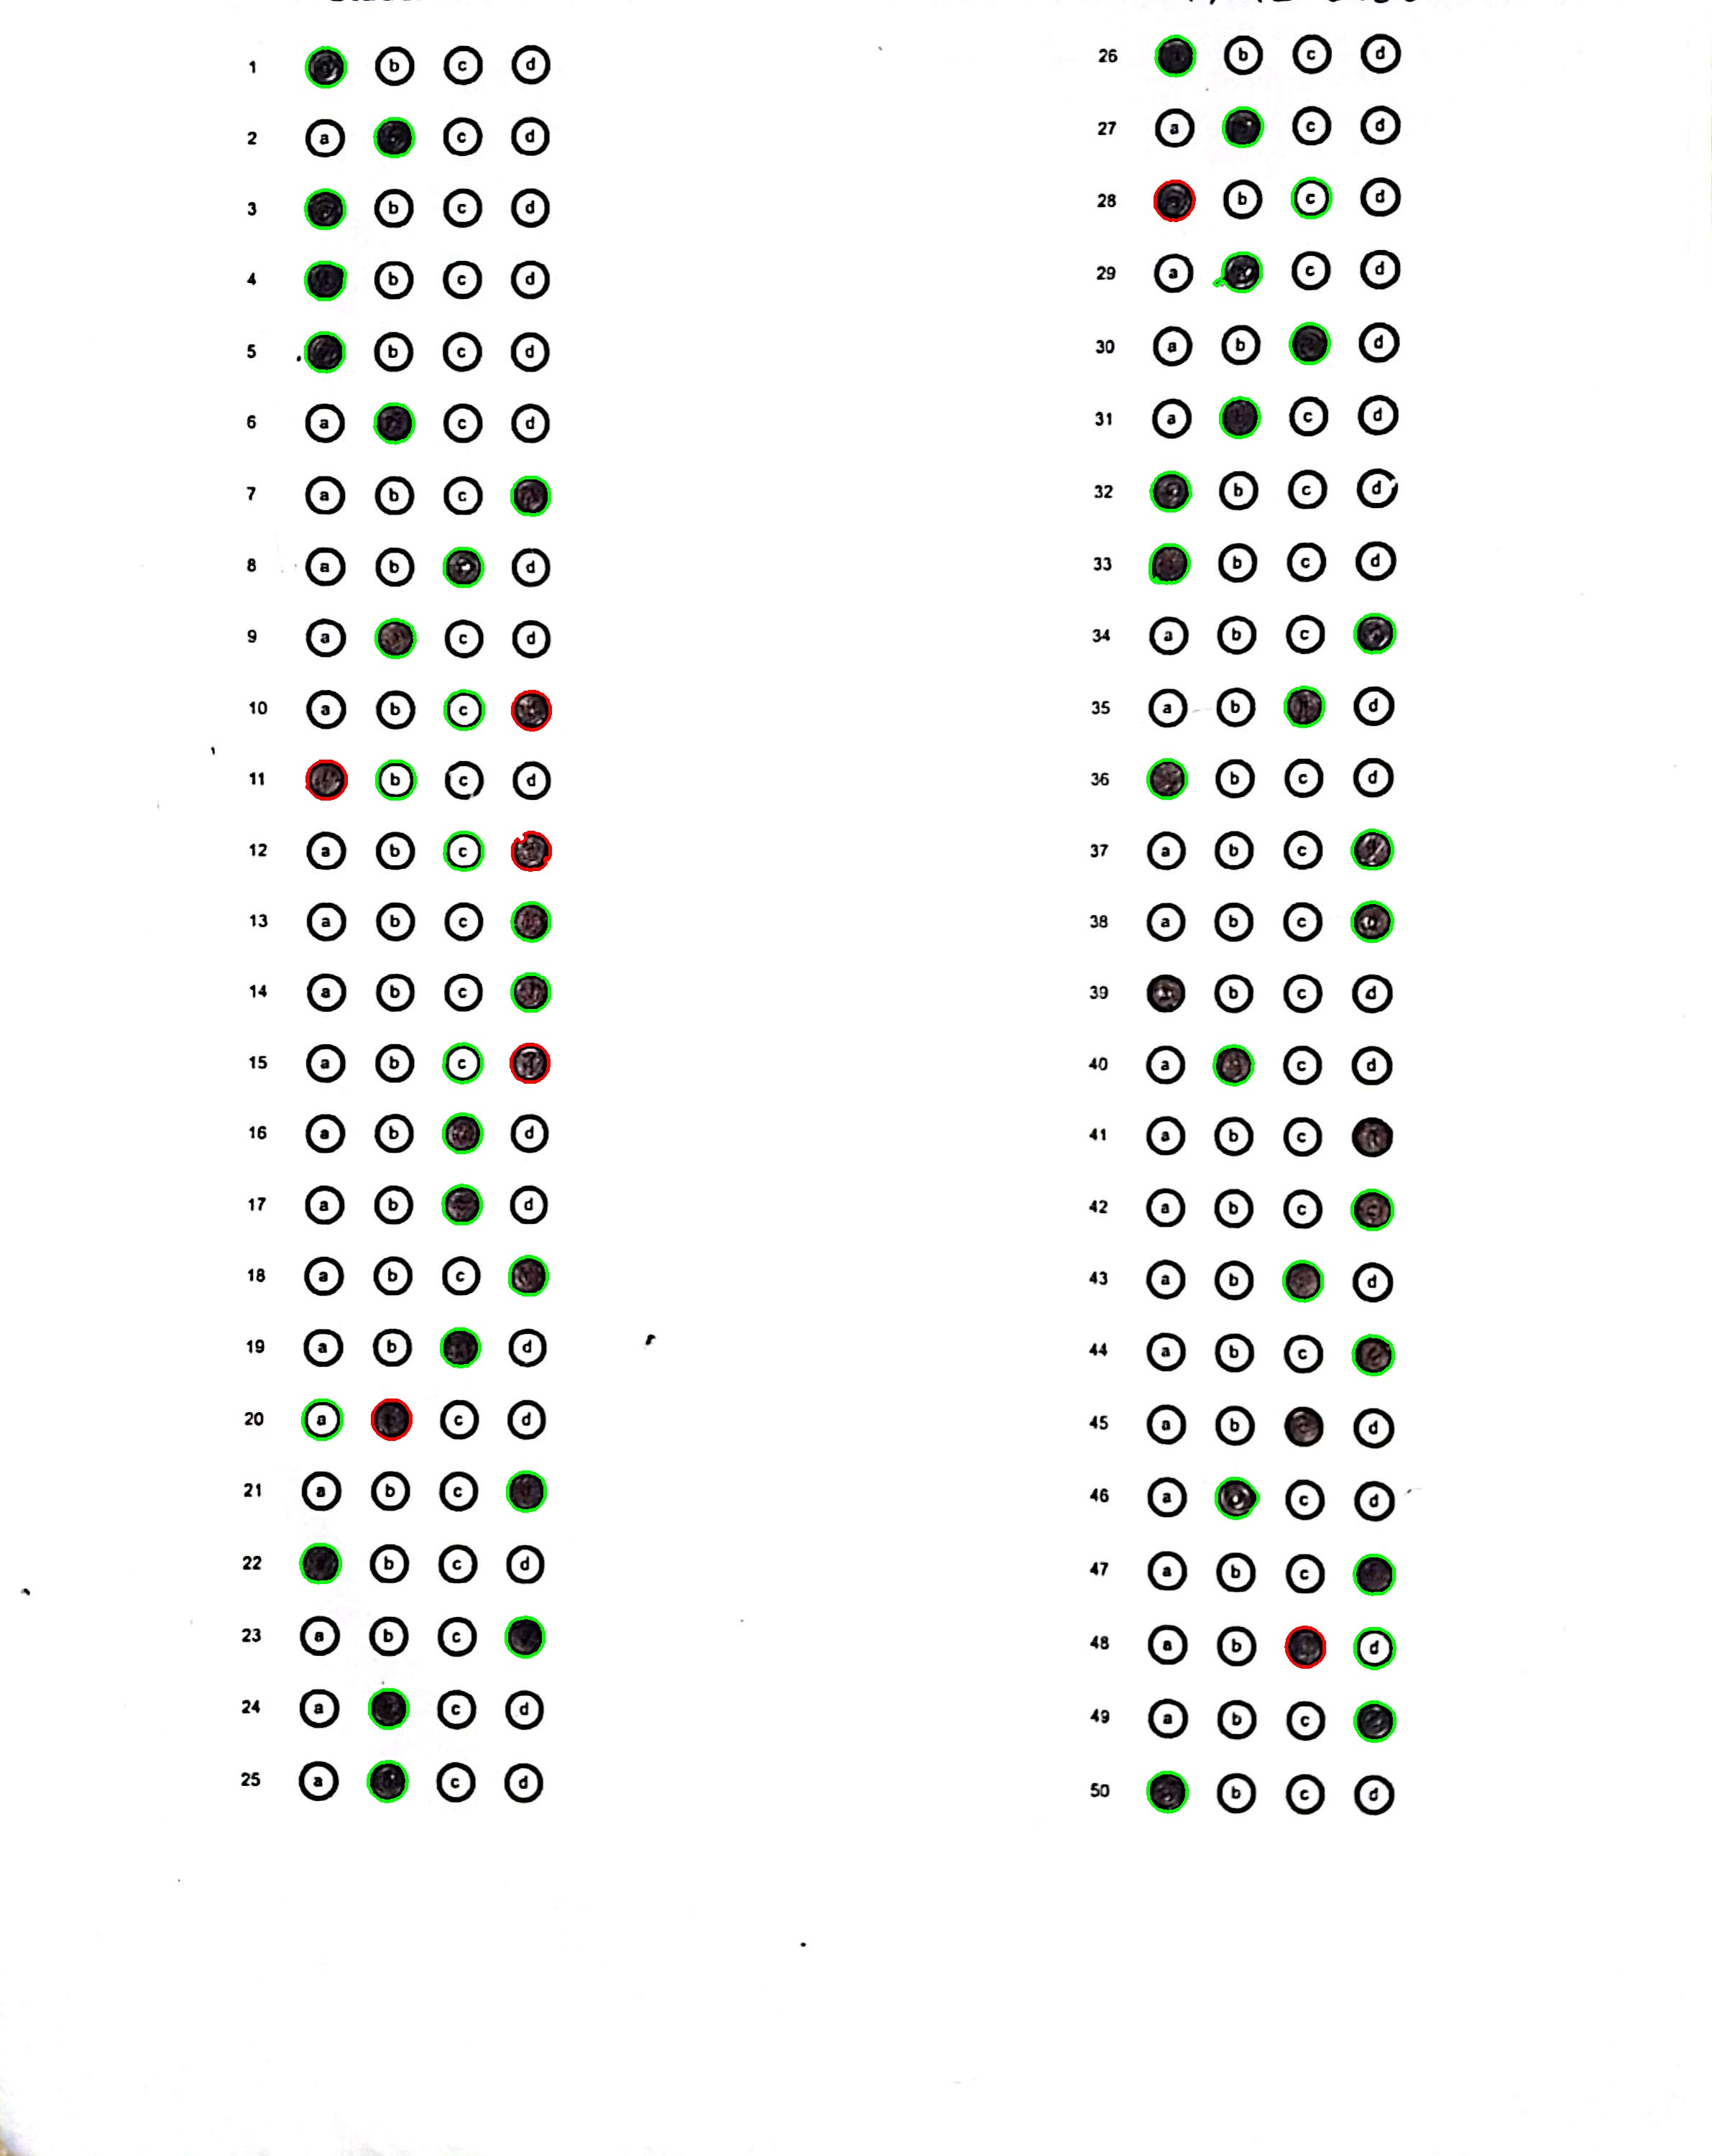 1 b c d
2 a c d
3 b c d
4 b c d
5 b c d
6 a c d
7 a b c
8 a b d
9 a c d
10 a b c
11 b c d
12 a b c
13 a b c
14 a b c
15 a b c
16 a b d
17 a b d
18 a b c
19 a b d
20 a c d
21 a b c
22 b c d
23 a b c
24 a c d
25 a c d
26 b c d
27 a c d
28 b c d
29 a c d
30 a b d
31 a c d
32 b c d
33 b c d
34 a b c
35 a b d
36 b c d
37 a b c
38 a b c
39 b c d
40 a c d
41 a b c
42 a b c
43 a b d
44 a b c
45 a b d
46 a c d
47 a b c
48 a b d
49 a b c
50 b c d